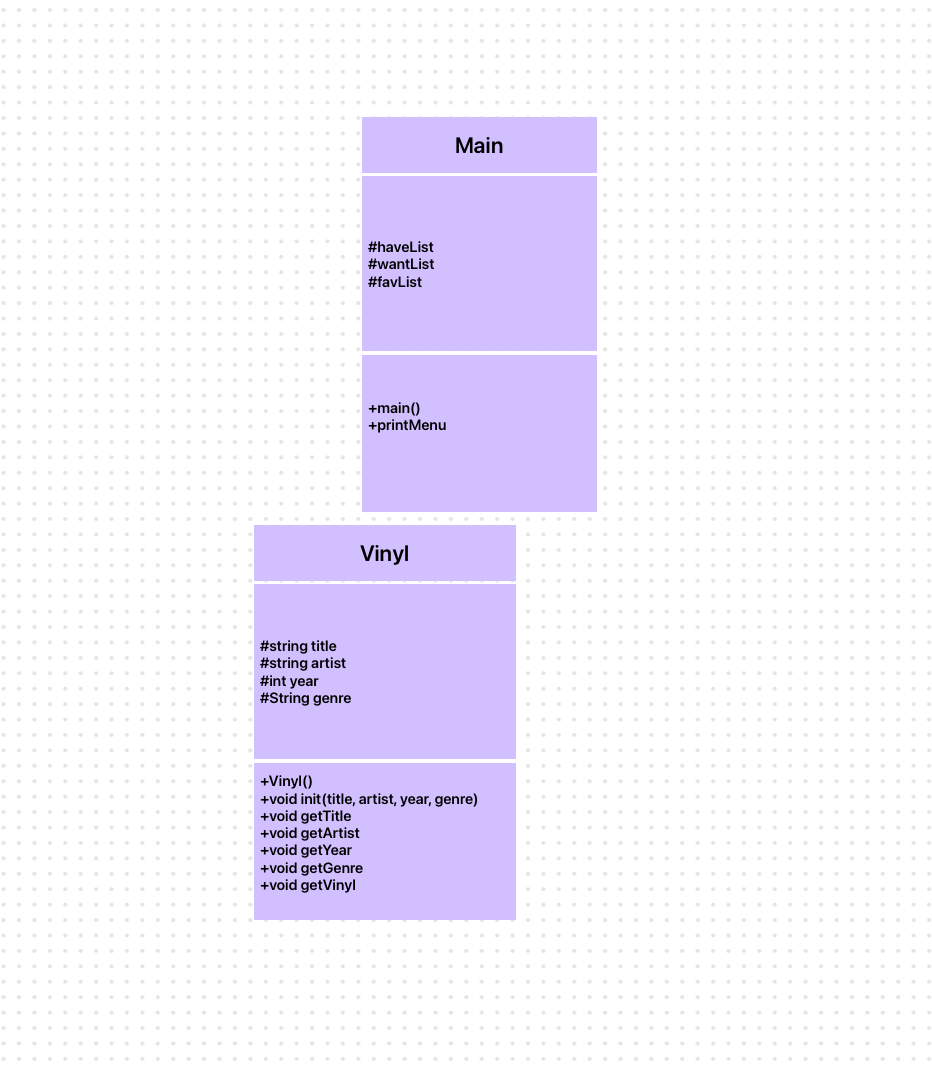 Main
#haveList
#wantList
#favList
+main()
+printMenu
Vinyl
#string title
#string artist
#int year
#String genre
+Vinyl()
+void init(title, artist, year, genre)
+void getTitle
+void getArtist
+void getYear
+void getGenre
+void getVinyl